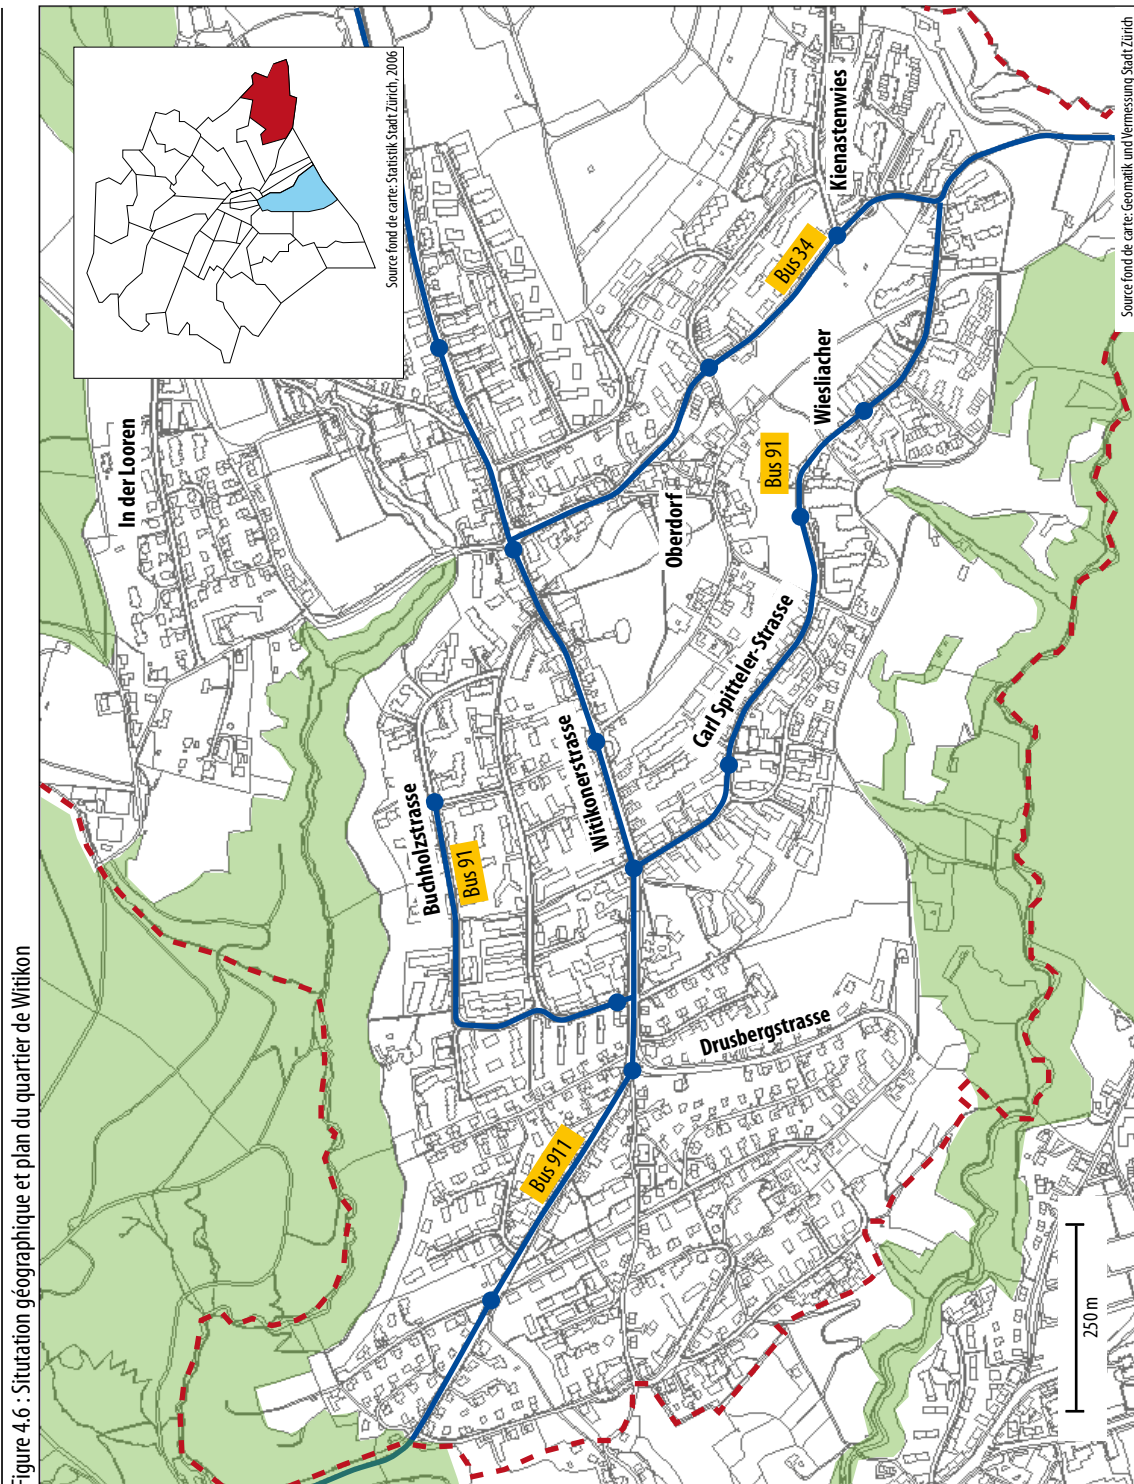 Figure 4.6 : Situtation géographique et plan du quartier de Witikon
Source fond de carte: Statistik Stadt Zürich, 2006
In der Looren
Kienastenwies
Bus 34
Wiesliacher
Bus 91
Oberdorf
Carl Spitteler-Strasse
Witikonerstrasse
Buchholzstrasse
Bus 91
Drusbergstrasse
Bus 911
250 m
Source fond de carte: Geomatik und Vermessung Stadt Zürich